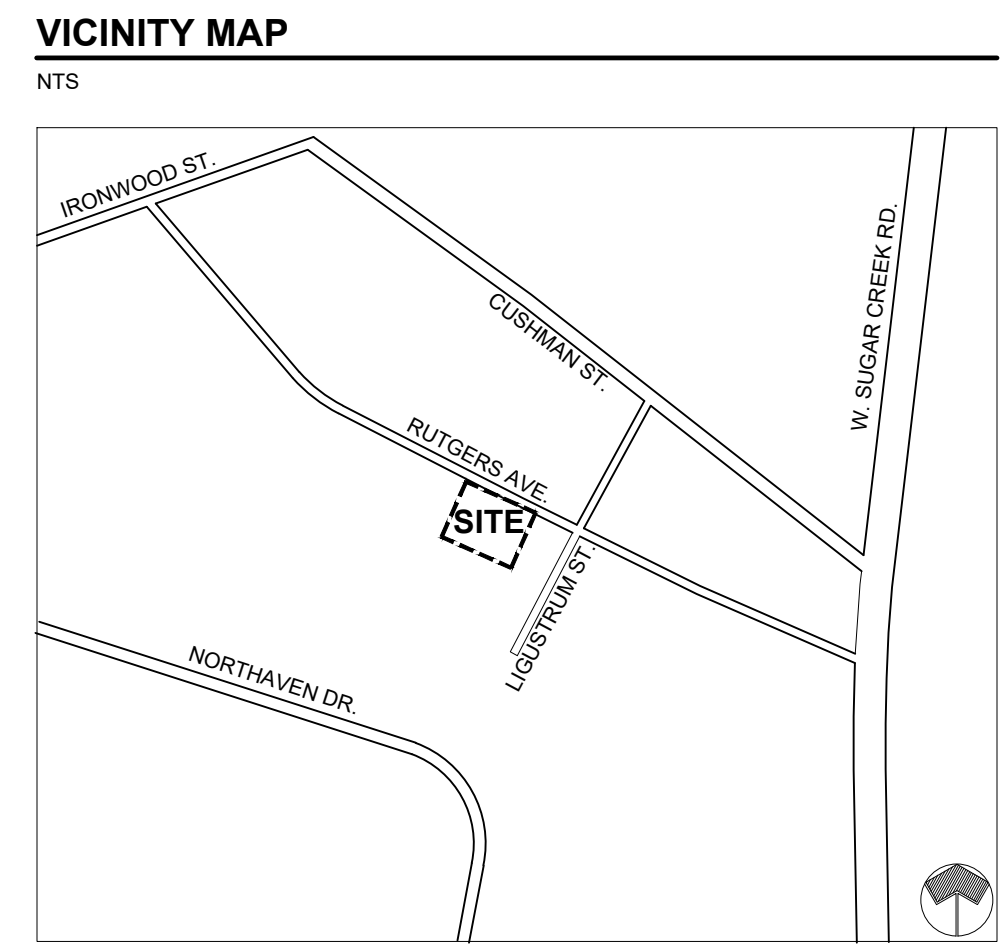 VICINITY MAP
NTS
IRONWOOD ST.
CUSHMAN ST.
W. SUGAR CREEK RD.
RUTGERS AVE.
SITE
LIGUSTRUM ST.
NORTHAVEN DR.